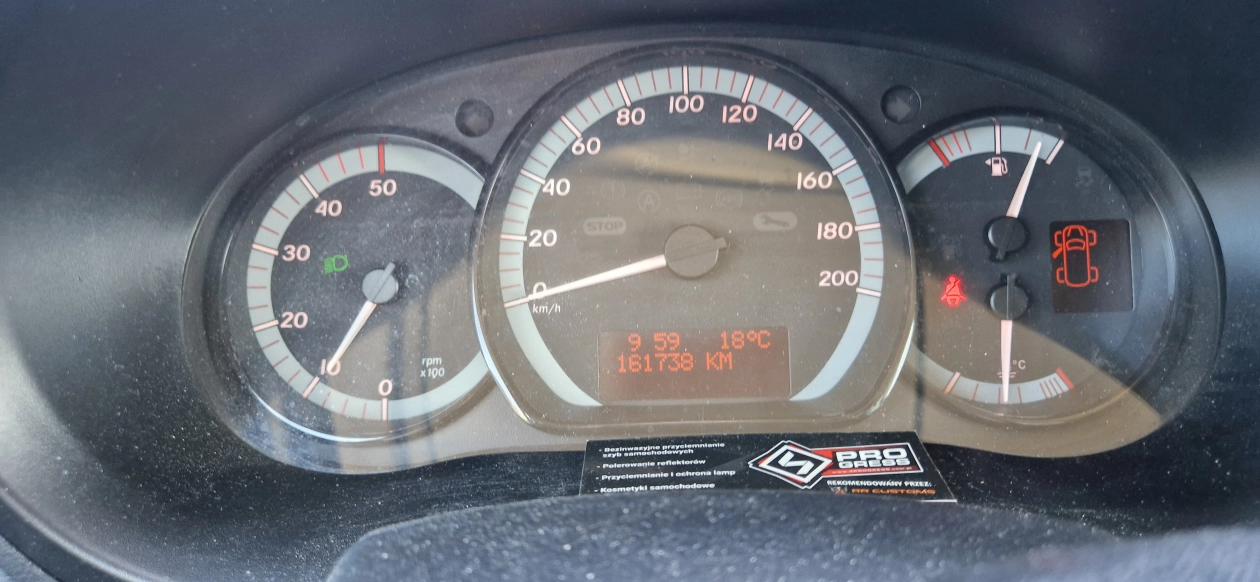 50
40
30
20
10
0
rpm
x100
100
80
120
60
140
40
160
STOP
20
180
0
200
km/h
9 59 18°C
161738 KM
°C
- Bezinwazyjne przyciemnianie
szyb samochodowych
- Polerowanie reflektorów
- Przyciemnianie i ochrona lamp
- Kosmetyki samochodowe
PRO
GRESS
REKOMENDOWANY PRZEZ:
RR CUSTOMS